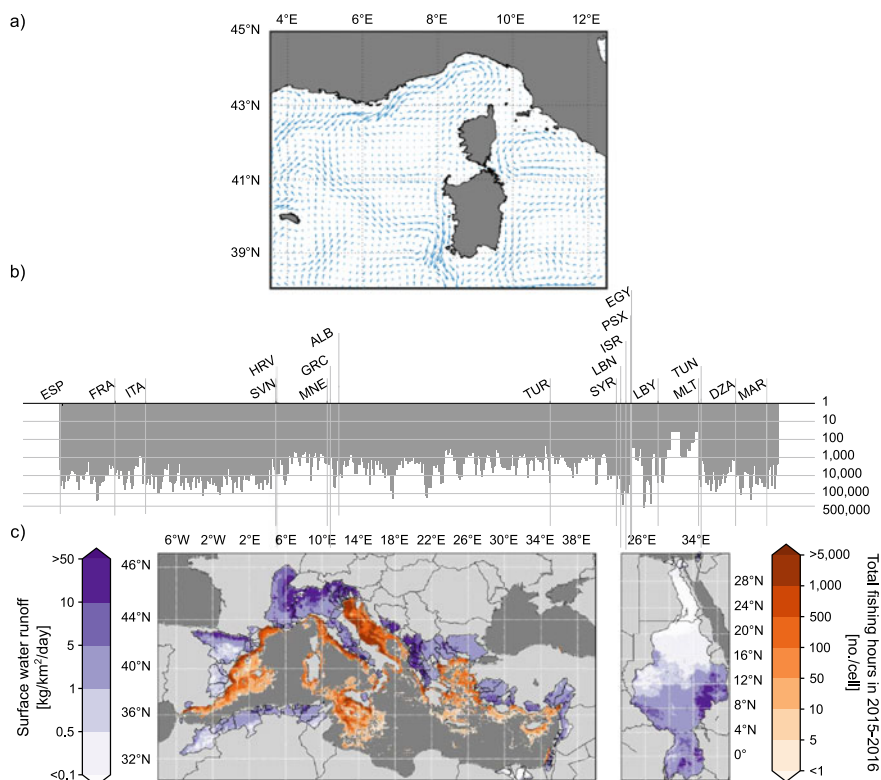 a)
4°E 6°E 8°E 10°E 12°E
45°N
43°N
41°N
39°N
b)
EGY
PSX
ALB ISR
HRV GRC LBN TUN
ESP FRA ITA SVN MNE TUR SYR LBY MLT DZA MAR
1
10
100
1,000
10,000
100,000
500,000
c)
6°W 2°W 2°E 6°E 10°E 14°E 18°E 22°E 26°E 30°E 34°E 38°E 26°E 34°E
46°N
44°N
40°N
36°N
32°N
28°N
24°N
20°N
16°N
12°N
8°N
4°N
0°
Surface water runoff
[kg/km²/day]
>50
10
5
1
0.5
<0.1
>5,000
1,000
500
100
50
10
5
<1
Total fishing hours in 2015–2016
[no./cell]